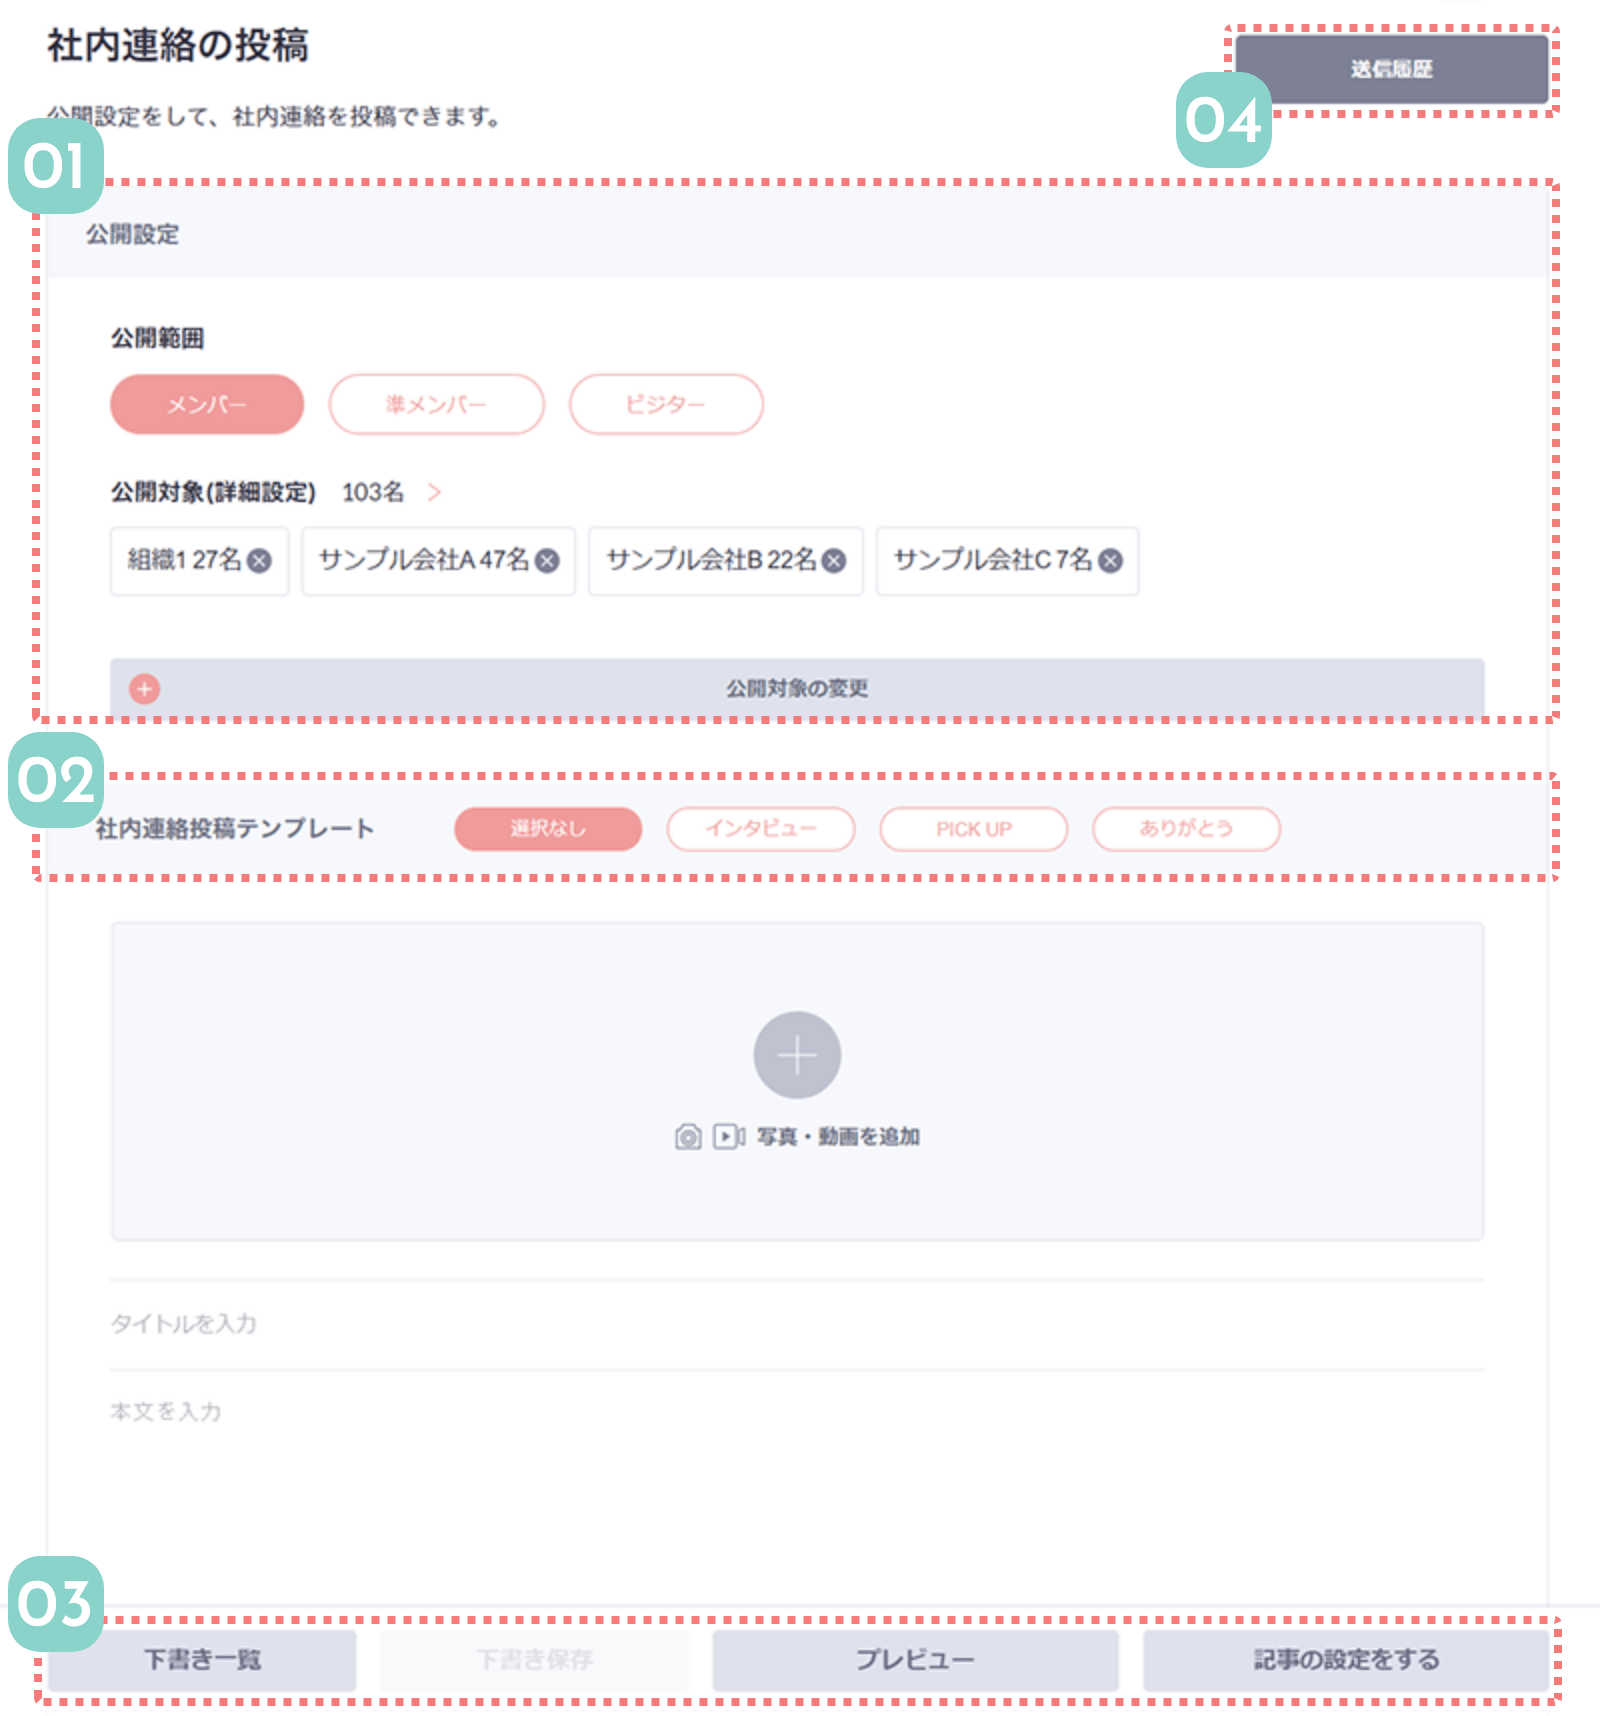 社内連絡の投稿
送信履歴
04
公開設定をして、社内連絡を投稿できます。
01
公開設定
公開範囲
メンバー 準メンバー ビジター
公開対象(詳細設定) 103名 >
組織1 27名 サンプル会社A 47名 サンプル会社B 22名 サンプル会社C 7名
公開対象の変更
02
社内連絡投稿テンプレート 選択なし インタビュー PICK UP ありがとう
写真・動画を追加
タイトルを入力
本文を入力
03
下書き一覧 下書き保存 プレビュー 記事の設定をする